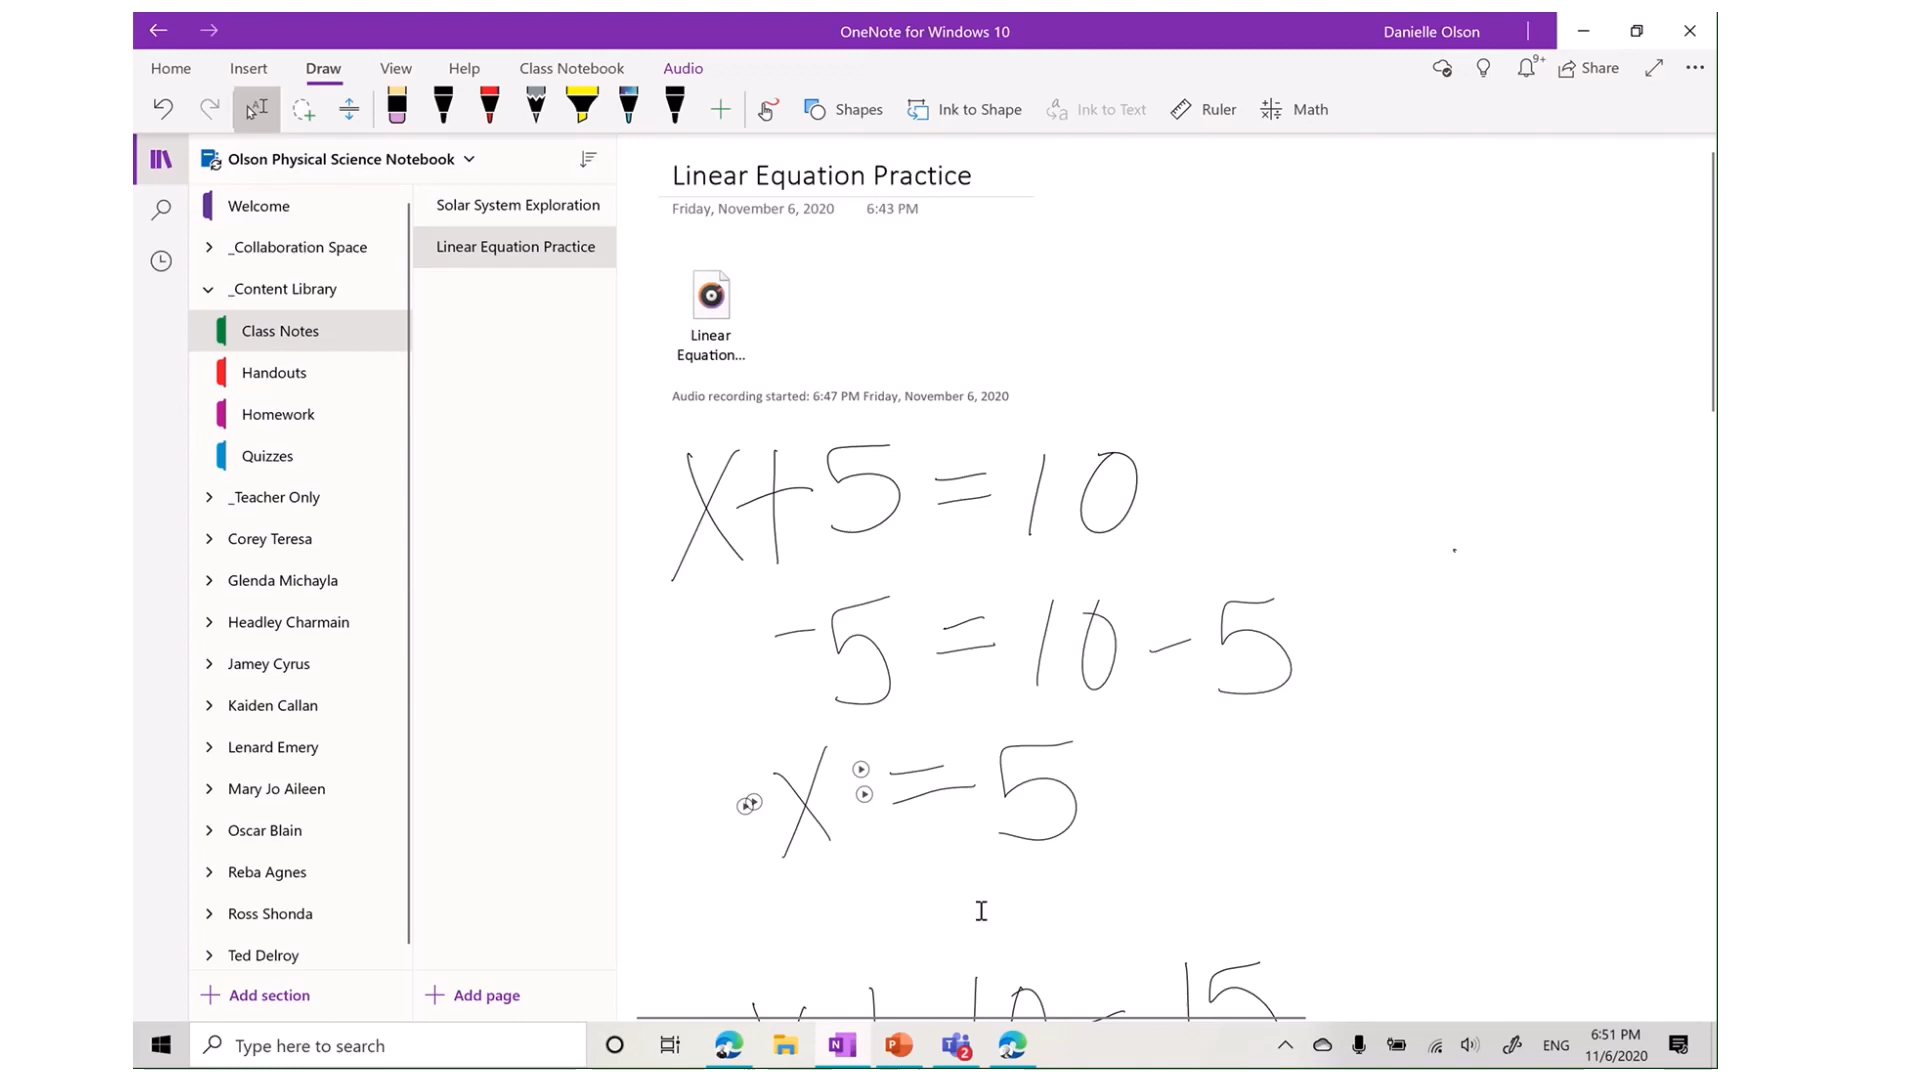 OneNote for Windows 10
Danielle Olson
Home Insert Draw View Help Class Notebook Audio
9+ Share
Shapes Ink to Shape Ink to Text Ruler Math
Olson Physical Science Notebook
Welcome
_Collaboration Space
_Content Library
Class Notes
Handouts
Homework
Quizzes
_Teacher Only
Corey Teresa
Glenda Michayla
Headley Charmain
Jamey Cyrus
Kaiden Callan
Lenard Emery
Mary Jo Aileen
Oscar Blain
Reba Agnes
Ross Shonda
Ted Delroy
Add section
Solar System Exploration
Linear Equation Practice
Add page
Linear Equation Practice
Friday, November 6, 2020 6:43 PM
Linear
Equation...
Audio recording started: 6:47 PM Friday, November 6, 2020
x+5=10
-5=10-5
x=5
Type here to search
2
ENG
6:51 PM
11/6/2020